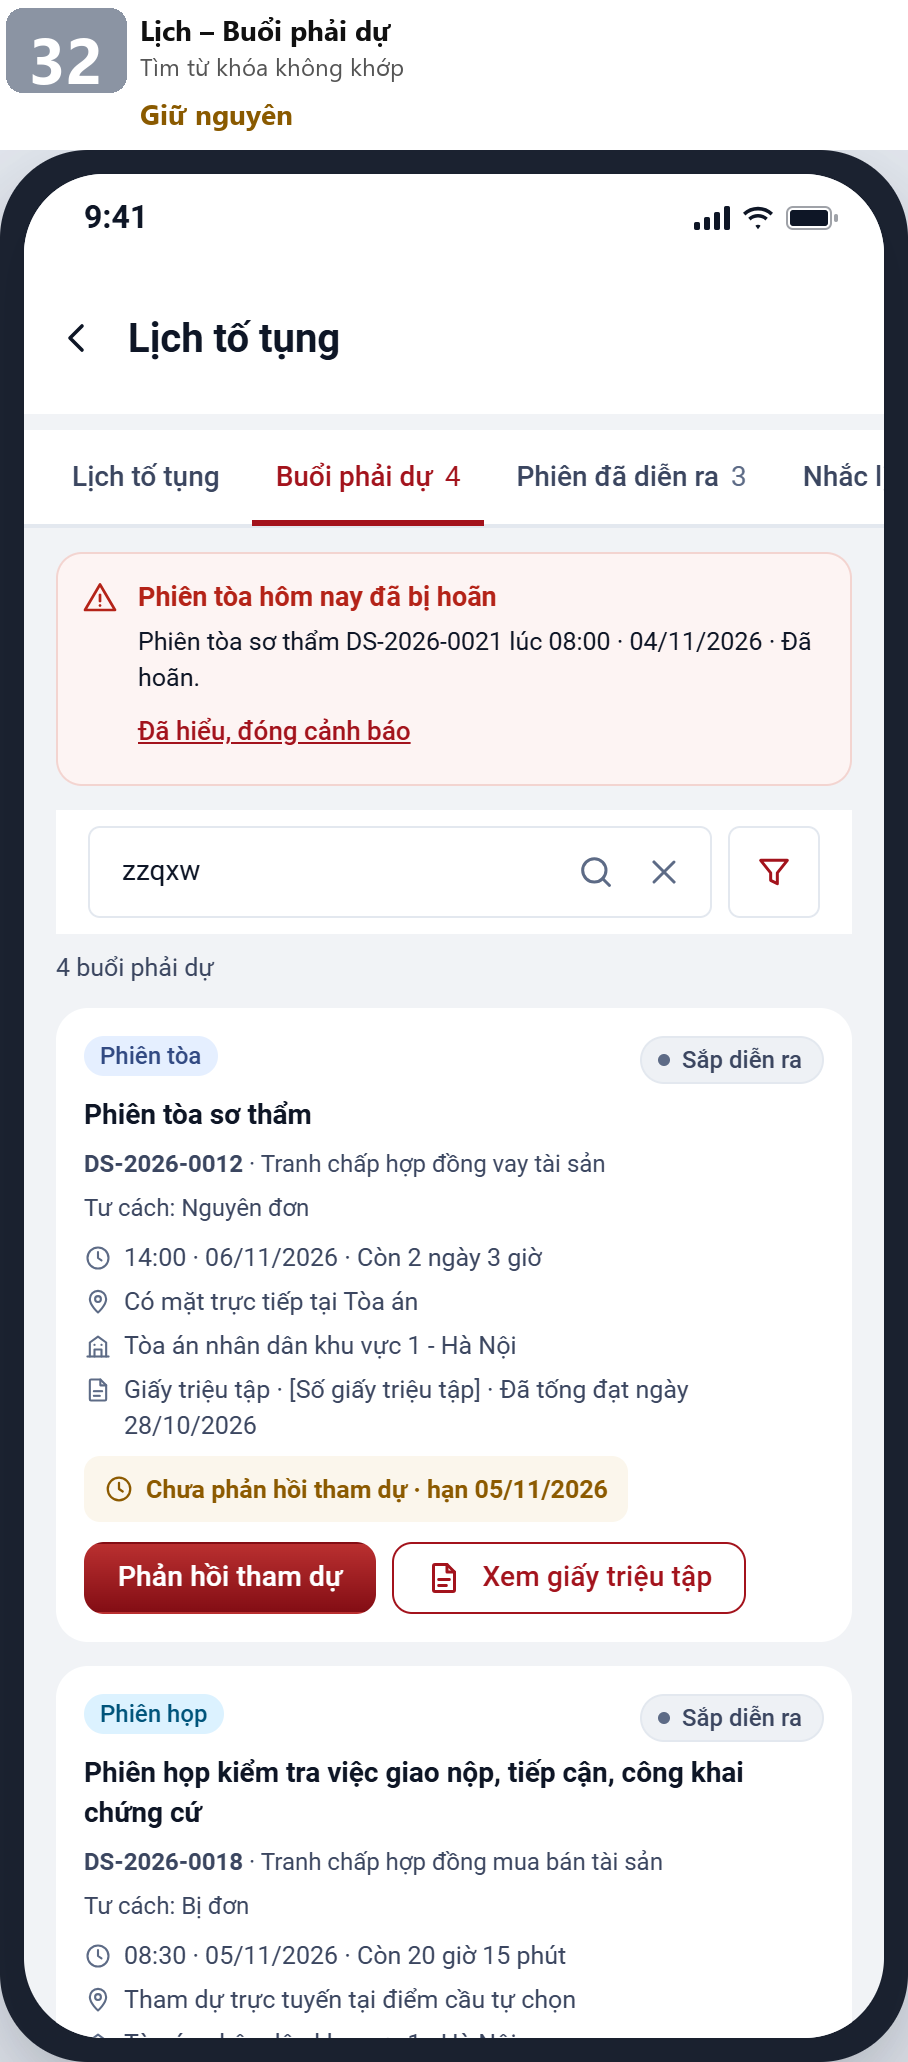 32
Lịch – Buổi phải dự
Tìm từ khóa không khớp
Giữ nguyên
9:41
Lịch tố tụng
Lịch tố tụng
Buổi phải dự 4
Phiên đã diễn ra 3
Nhắc l
Phiên tòa hôm nay đã bị hoãn
Phiên tòa sơ thẩm DS-2026-0021 lúc 08:00 · 04/11/2026 · Đã
hoãn.
Đã hiểu, đóng cảnh báo
zzqxw
4 buổi phải dự
Phiên tòa
Sắp diễn ra
Phiên tòa sơ thẩm
DS-2026-0012 · Tranh chấp hợp đồng vay tài sản
Tư cách: Nguyên đơn
14:00 · 06/11/2026 · Còn 2 ngày 3 giờ
Có mặt trực tiếp tại Tòa án
Tòa án nhân dân khu vực 1 - Hà Nội
Giấy triệu tập · [Số giấy triệu tập] · Đã tống đạt ngày
28/10/2026
Chưa phản hồi tham dự · hạn 05/11/2026
Phản hồi tham dự
Xem giấy triệu tập
Phiên họp
Sắp diễn ra
Phiên họp kiểm tra việc giao nộp, tiếp cận, công khai
chứng cứ
DS-2026-0018 · Tranh chấp hợp đồng mua bán tài sản
Tư cách: Bị đơn
08:30 · 05/11/2026 · Còn 20 giờ 15 phút
Tham dự trực tuyến tại điểm cầu tự chọn